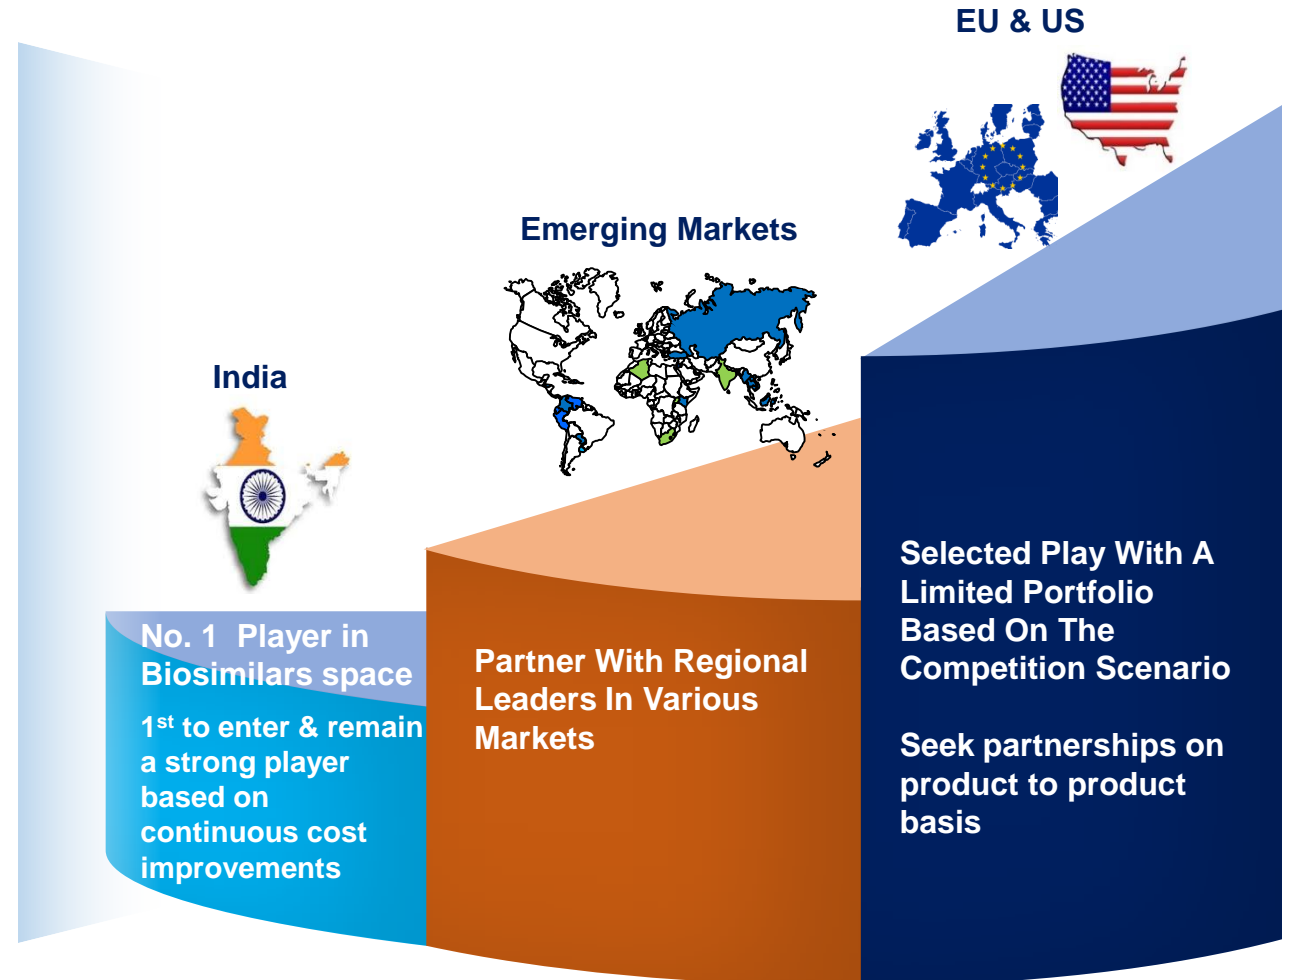 EU & US
Emerging Markets
India
No. 1 Player in
Biosimilars space
1st to enter & remain
a strong player
based on
continuous cost
improvements
Partner With Regional
Leaders In Various
Markets
Selected Play With A
Limited Portfolio
Based On The
Competition Scenario
Seek partnerships on
product to product
basis